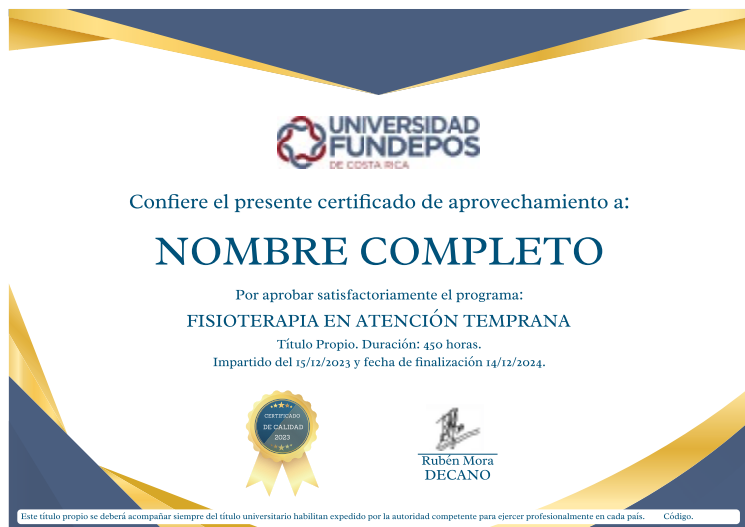 UNIVERSIDAD
FUNDEPOS
DE COSTA RICA
Confiere el presente certificado de aprovechamiento a:
NOMBRE COMPLETO
Por aprobar satisfactoriamente el programa:
FISIOTERAPIA EN ATENCIÓN TEMPRANA
Título Propio. Duración: 450 horas.
Impartido del 15/12/2023 y fecha de finalización 14/12/2024.
CERTIFICADO
DE CALIDAD
2023
Rubén Mora
DECANO
Este título propio se deberá acompañar siempre del título universitario habilitan expedido por la autoridad competente para ejercer profesionalmente en cada país. Código.